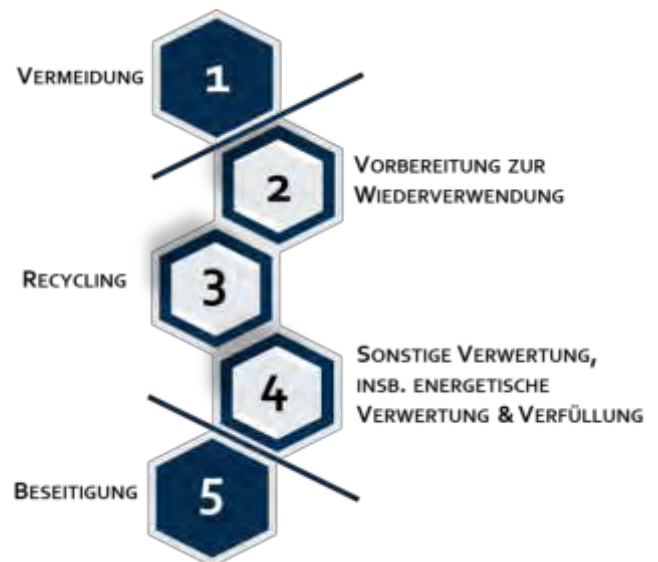 VERMEIDUNG
1
2
VORBEREITUNG ZUR
WIEDERVERWENDUNG
RECYCLING
3
4
SONSTIGE VERWERTUNG,
INSB. ENERGETISCHE
VERWERTUNG & VERFÜLLUNG
BESEITIGUNG
5